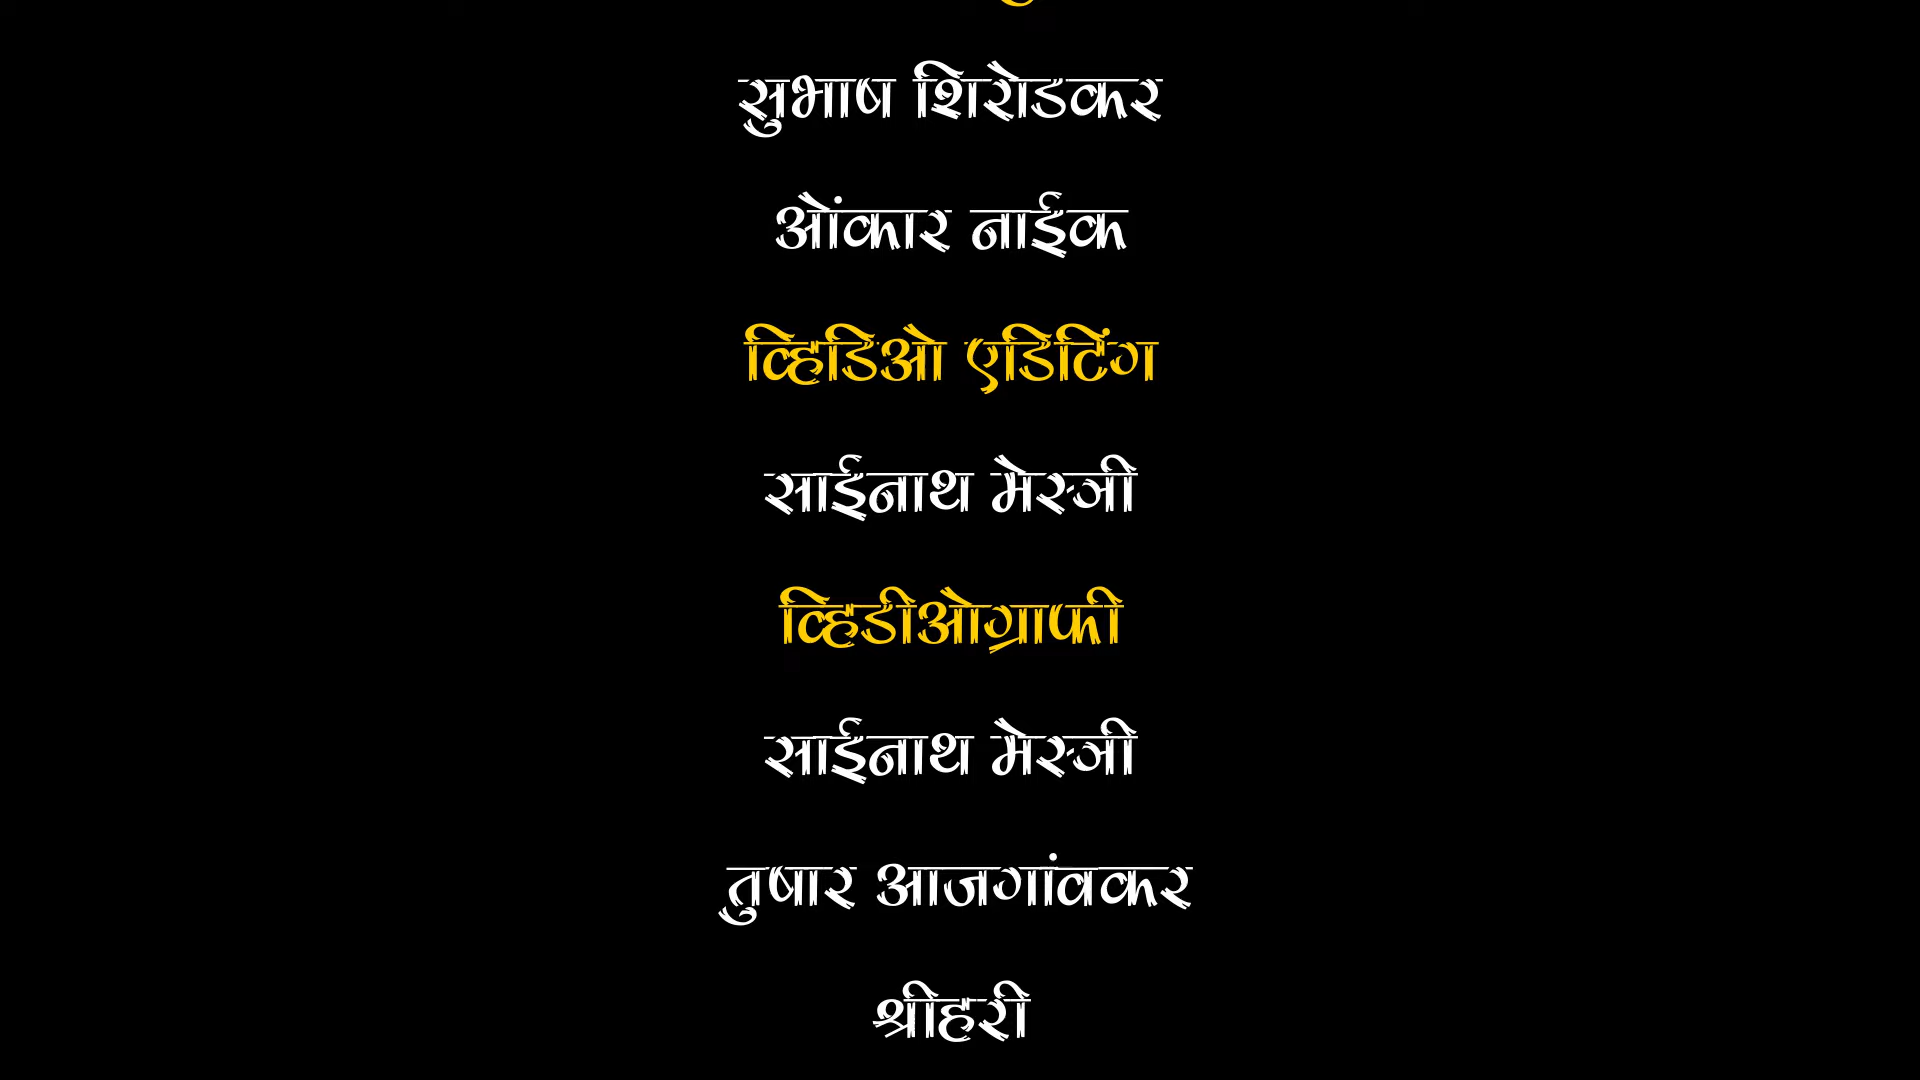 सुभाष शिरोडकर
ओंकार नाईक
व्हिडिओ एडिटिंग
साईनाथ मेस्त्री
व्हिडीओग्राफी
साईनाथ मेस्त्री
तुषार आजगांवकर
श्रीहरी